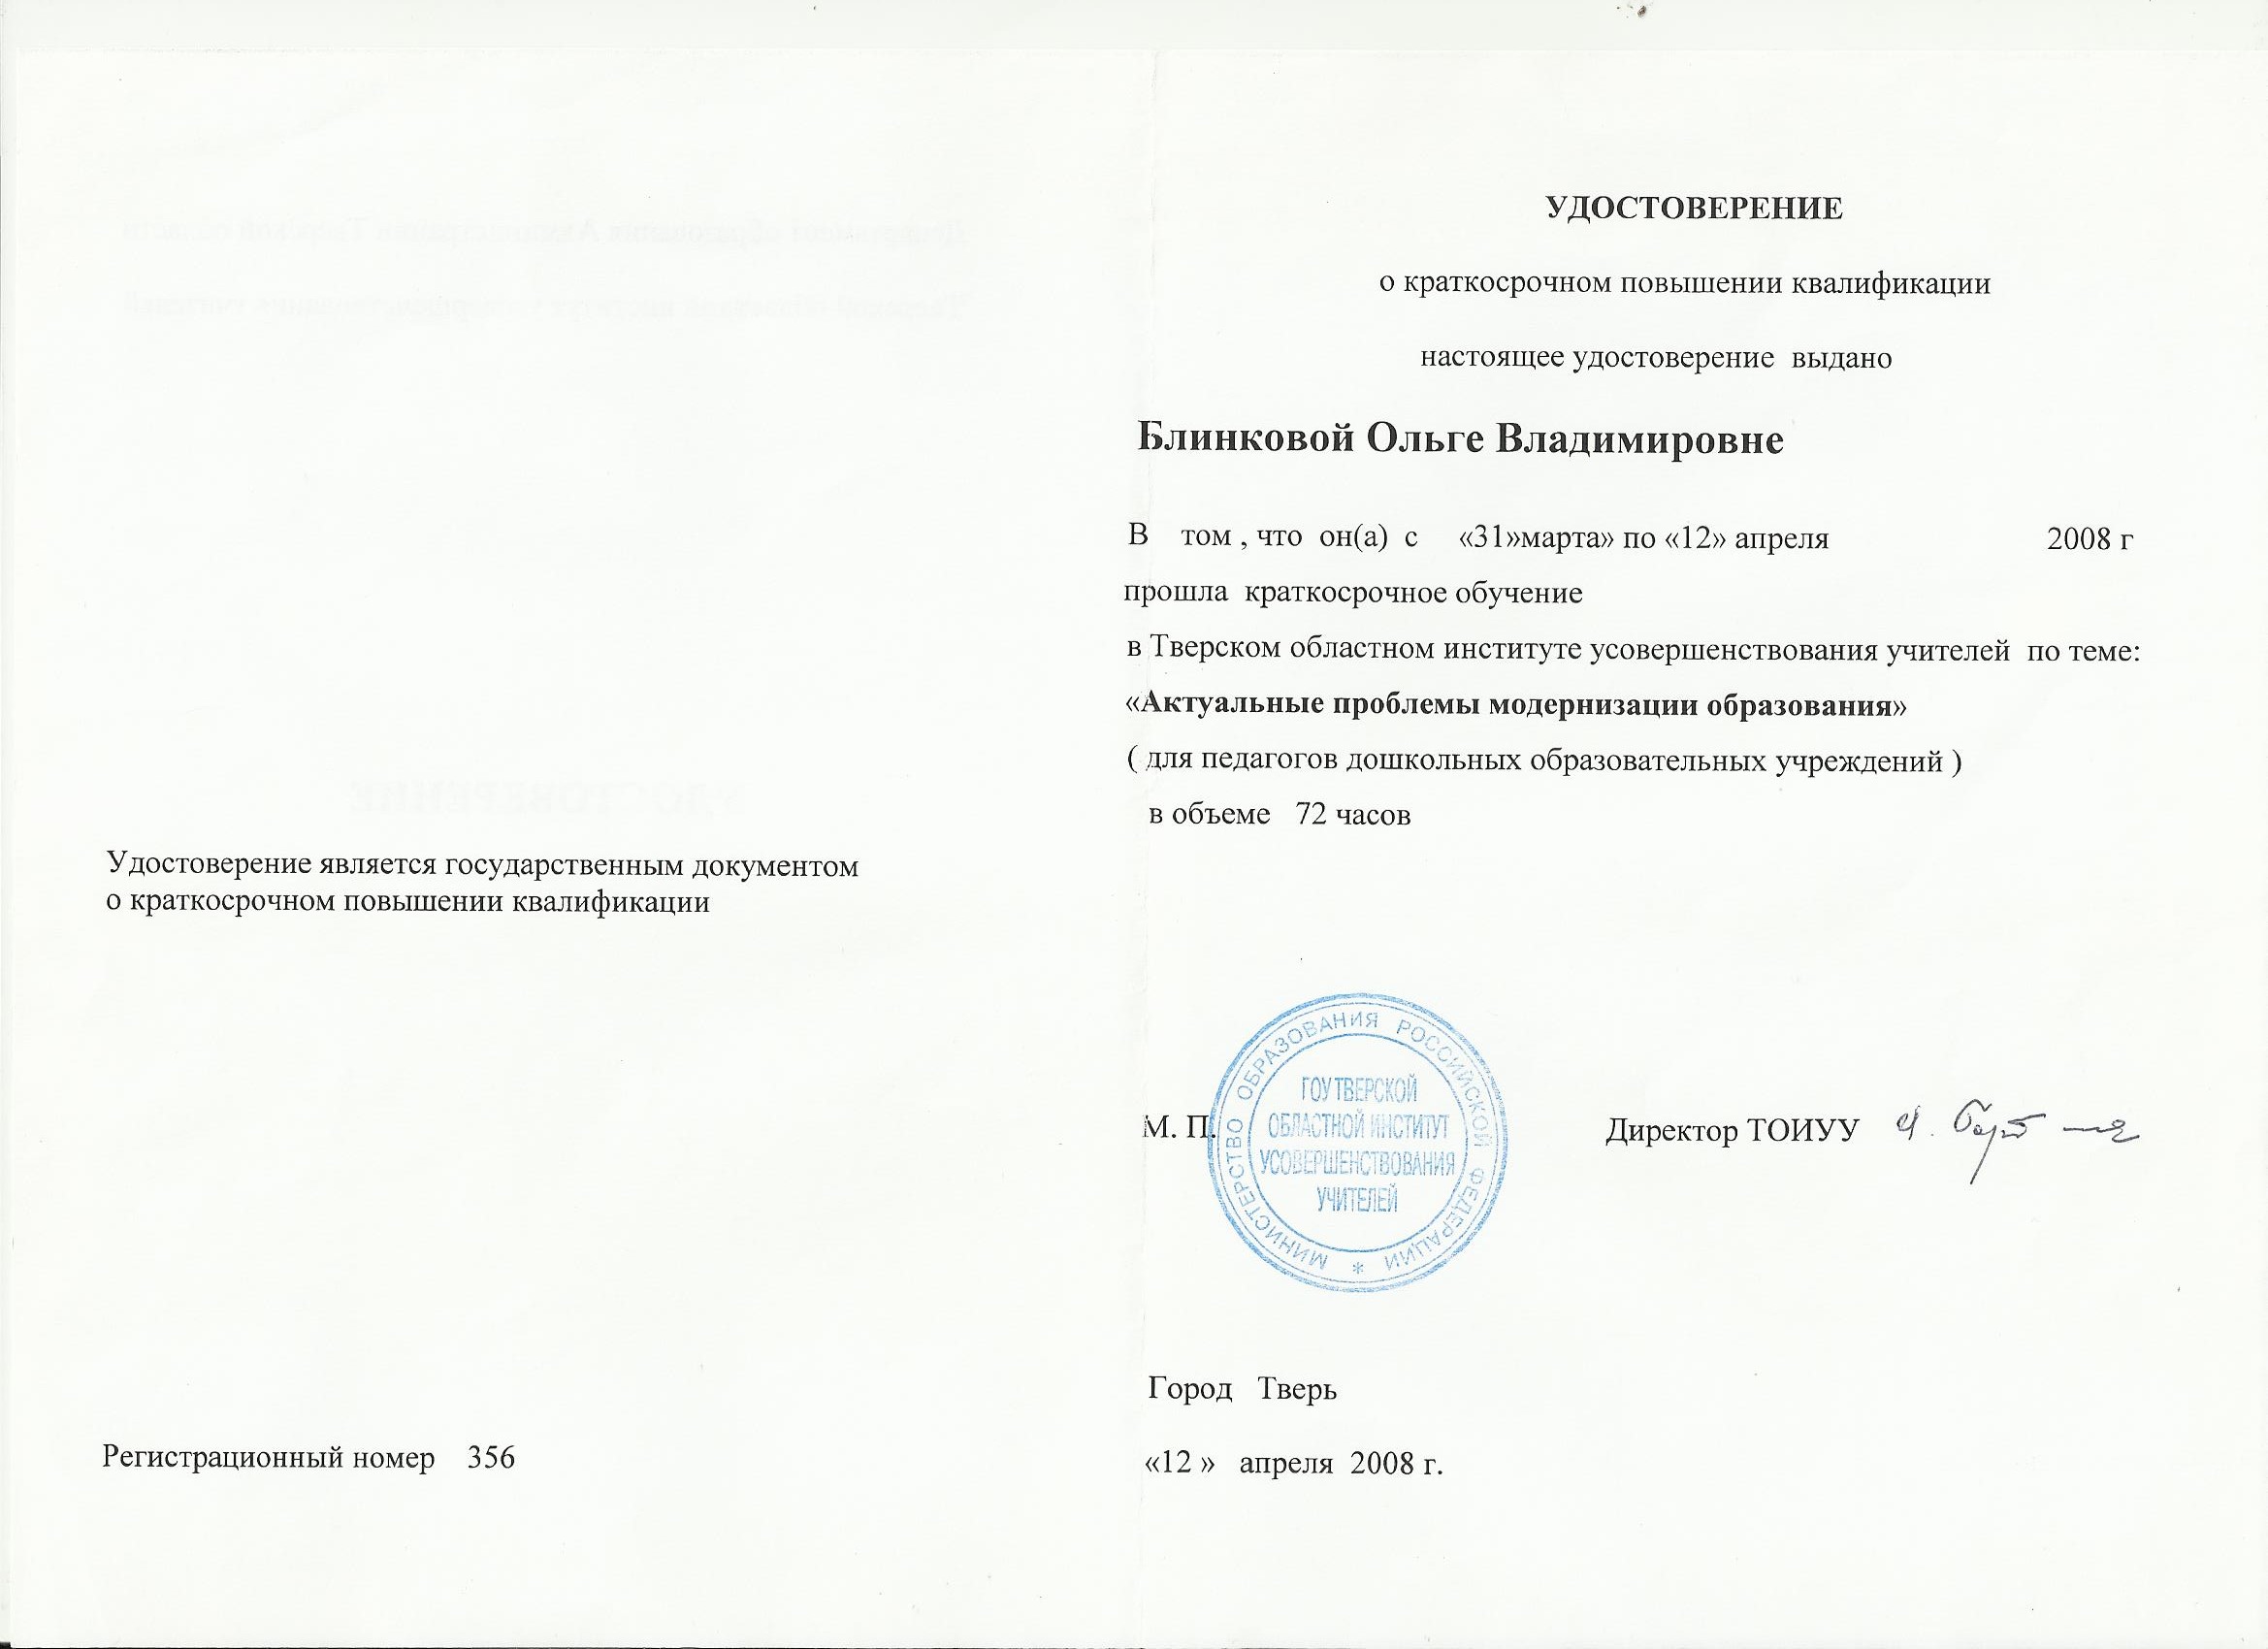 Удостоверение является государственным документом
о краткосрочном повышении квалификации
Регистрационный номер 356
УДОСТОВЕРЕНИЕ
о краткосрочном повышении квалификации
настоящее удостоверение выдано
Блинковой Ольге Владимировне
В том , что он(а) с «31»марта» по «12» апреля 2008 г
прошла краткосрочное обучение
в Тверском областном институте усовершенствования учителей по теме:
«Актуальные проблемы модернизации образования»
( для педагогов дошкольных образовательных учреждений )
в объеме 72 часов
М. П.
МИНИСТЕРСТВО ОБРАЗОВАНИЯ РОССИЙСКОЙ ФЕДЕРАЦИИ *
ГОУ ТВЕРСКОЙ
ОБЛАСТНОЙ ИНСТИТУТ
УСОВЕРШЕНСТВОВАНИЯ
УЧИТЕЛЕЙ
Директор ТОИУУ
Город Тверь
«12 » апреля 2008 г.